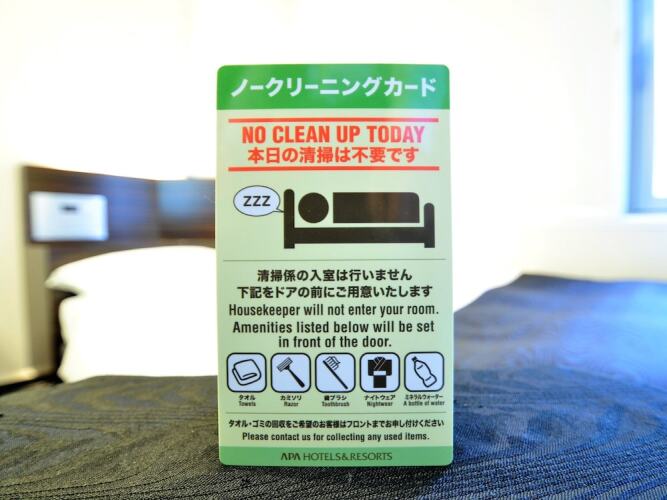 ノークリーニングカード
NO CLEAN UP TODAY
本日の清掃は不要です
ZZZ
清掃係の入室は行いません
下記をドアの前にご用意いたします
Housekeeper will not enter your room.
Amenities listed below will be set
in front of the door.
タオル カミソリ 歯ブラシ ナイトウェア ミネラルウォーター
Towels Razor Toothbrush Nightwear A bottle of water
タオル・ゴミの回収をご希望のお客様はフロントまでお申し付けください
Please contact us for collecting any used items.
APA HOTELS&RESORTS